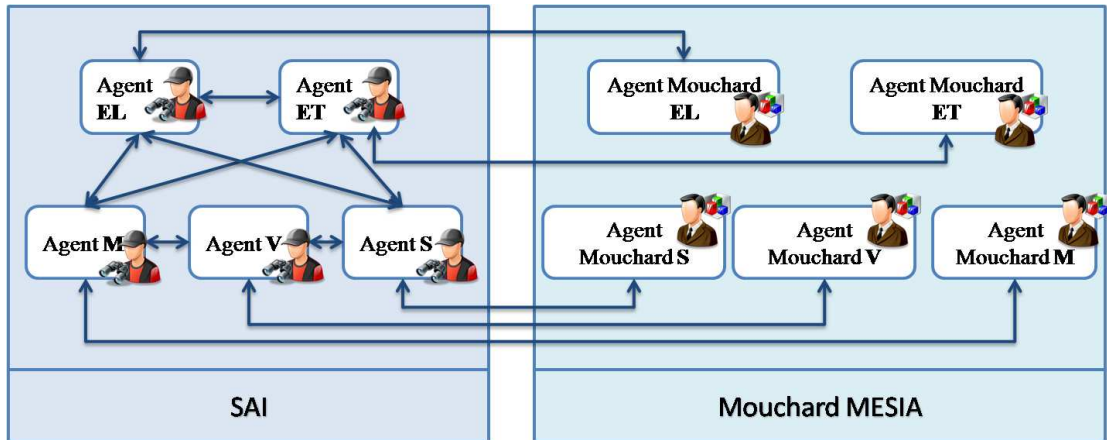 Agent
EL
Agent
ET
Agent Mouchard
EL
Agent Mouchard
ET
Agent M
Agent V
Agent S
Agent
Mouchard S
Agent
Mouchard V
Agent
Mouchard M
SAI
Mouchard MESIA